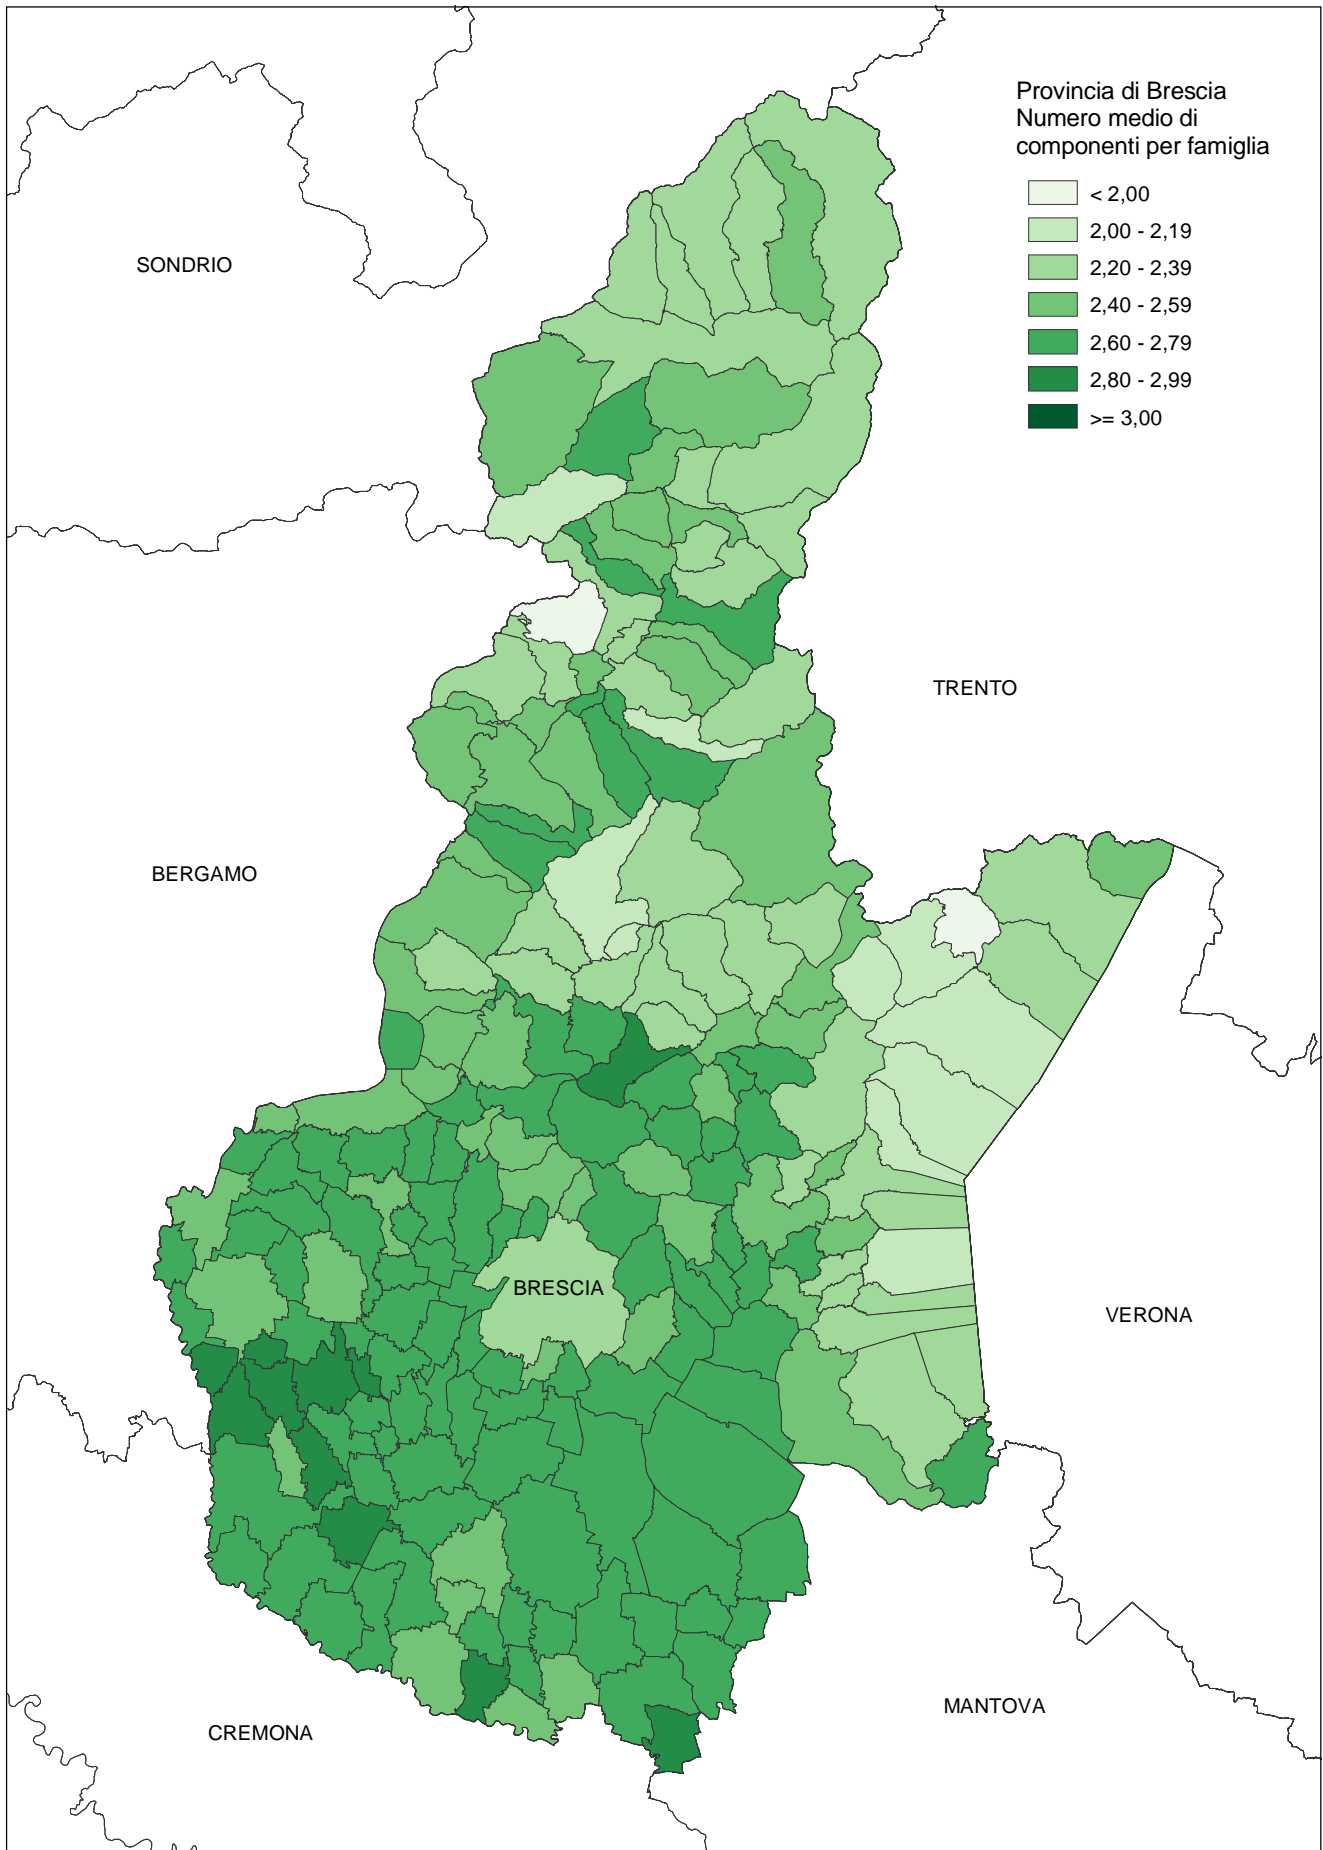 Provincia di Brescia
Numero medio di
componenti per famiglia
< 2,00
2,00 - 2,19
2,20 - 2,39
2,40 - 2,59
2,60 - 2,79
2,80 - 2,99
>= 3,00
SONDRIO
TRENTO
BERGAMO
BRESCIA
VERONA
MANTOVA
CREMONA